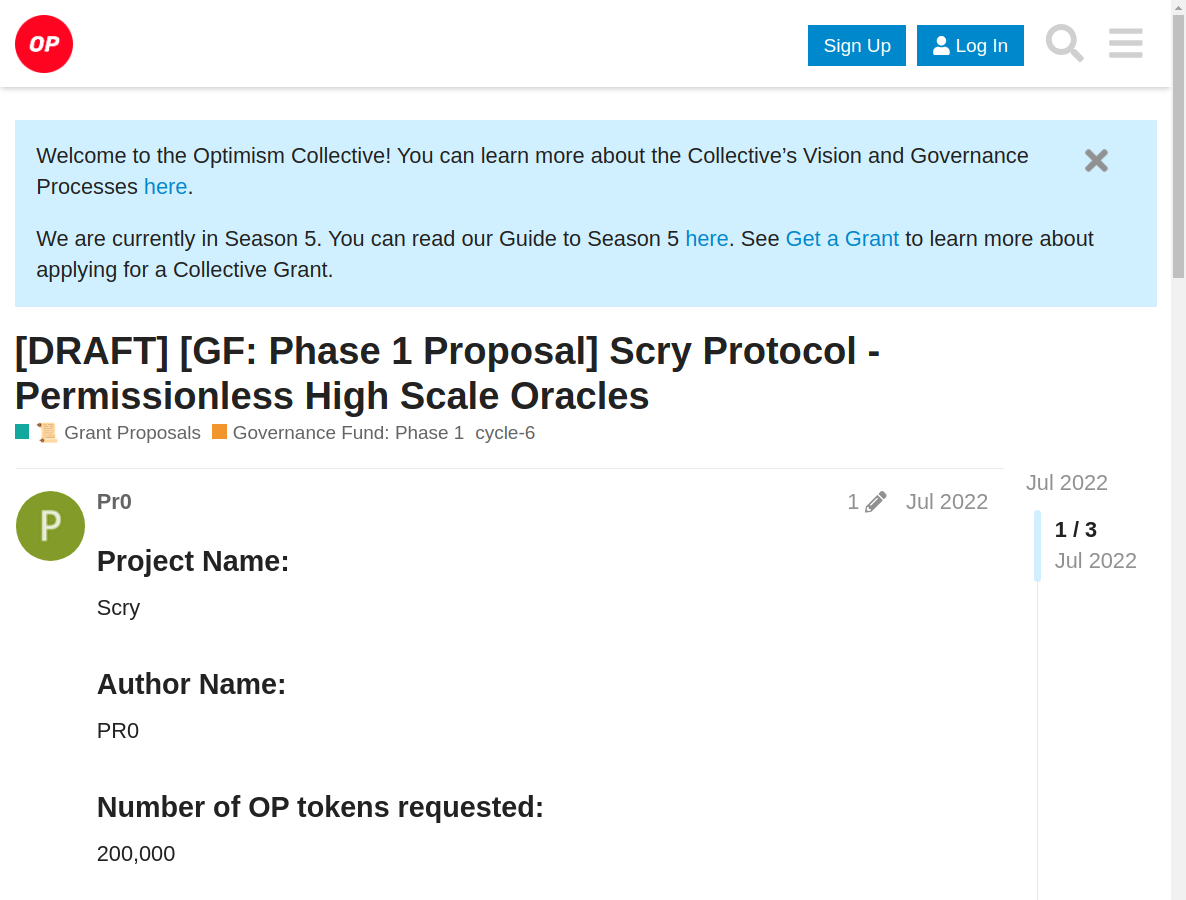 OP
Sign Up
Log In
Welcome to the Optimism Collective! You can learn more about the Collective’s Vision and Governance
Processes here.
We are currently in Season 5. You can read our Guide to Season 5 here. See Get a Grant to learn more about
applying for a Collective Grant.
[DRAFT] [GF: Phase 1 Proposal] Scry Protocol -
Permissionless High Scale Oracles
📜 Grant Proposals Governance Fund: Phase 1 cycle-6
Jul 2022
P
Pr0
1
Jul 2022
1 / 3
Jul 2022
Project Name:
Scry
Author Name:
PR0
Number of OP tokens requested:
200,000